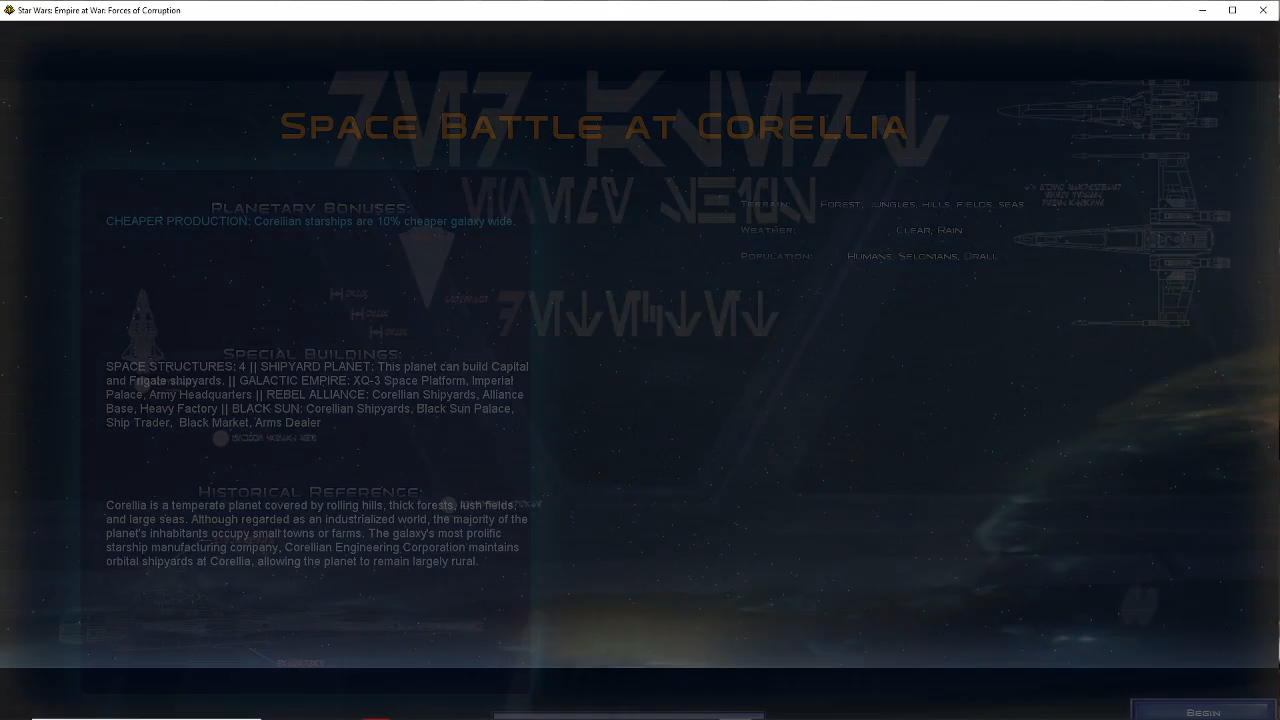 Star Wars: Empire at War: Forces of Corruption
Space Battle at Corellia
Planetary Bonuses:
CHEAPER PRODUCTION: Corellian starships are 10% cheaper galaxy wide.
Terrain: Forest, Jungles, Hills, Fields, Seas
Weather: Clear, Rain
Population: Humans, Selonians, Drall
Special Buildings:
SPACE STRUCTURES: 4 || SHIPYARD PLANET: This planet can build Capital
and Frigate shipyards. || GALACTIC EMPIRE: XQ-3 Space Platform, Imperial
Palace, Army Headquarters || REBEL ALLIANCE: Corellian Shipyards, Alliance
Base, Heavy Factory || BLACK SUN: Corellian Shipyards, Black Sun Palace,
Ship Trader, Black Market, Arms Dealer
Historical Reference:
Corellia is a temperate planet covered by rolling hills, thick forests, lush fields,
and large seas. Although regarded as an industrialized world, the majority of the
planet's inhabitants occupy small towns or farms. The galaxy's most prolific
starship manufacturing company, Corellian Engineering Corporation maintains
orbital shipyards at Corellia, allowing the planet to remain largely rural.
Begin